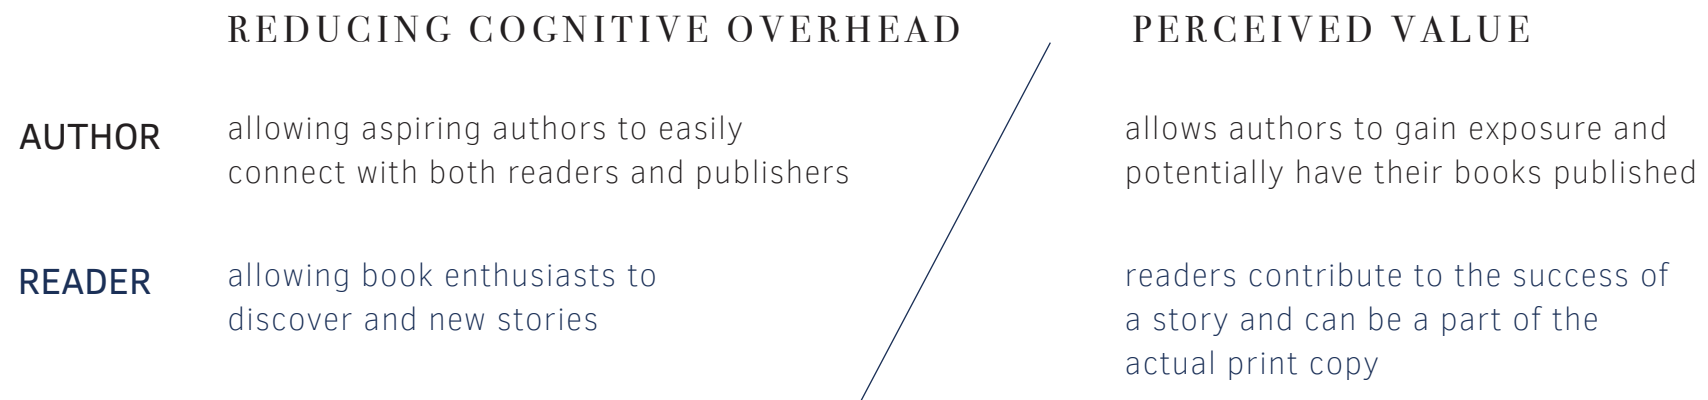 REDUCING COGNITIVE OVERHEAD
PERCEIVED VALUE
AUTHOR
allowing aspiring authors to easily
connect with both readers and publishers
allows authors to gain exposure and
potentially have their books published
READER
allowing book enthusiasts to
discover and new stories
readers contribute to the success of
a story and can be a part of the
actual print copy